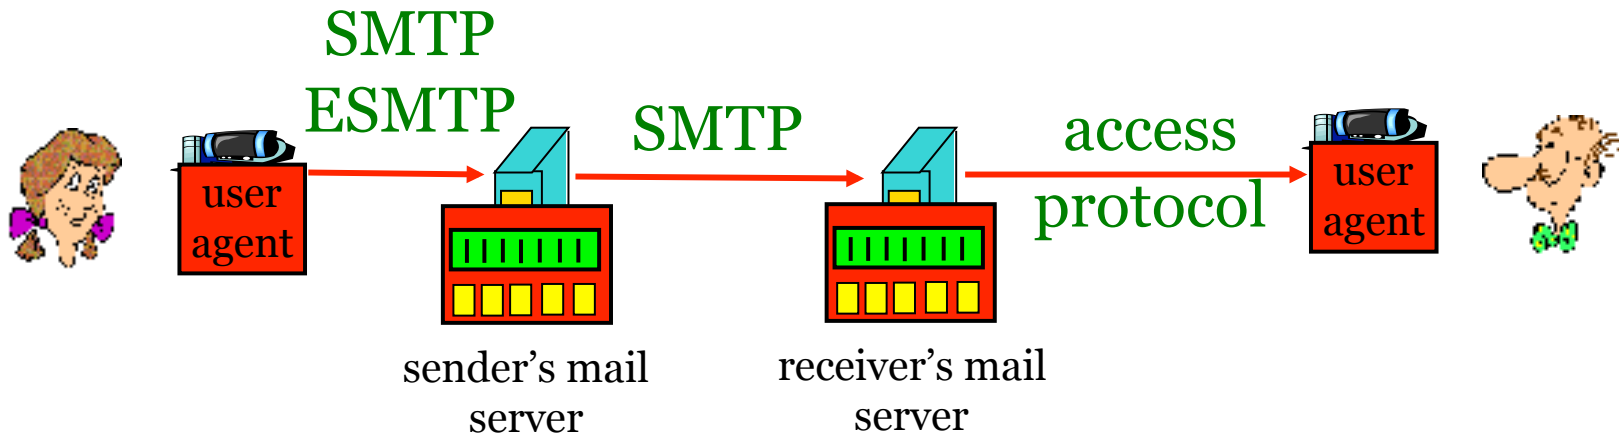 SMTP
ESMTP
SMTP
access
protocol
user
agent
user
agent
sender’s mail
server
receiver’s mail
server